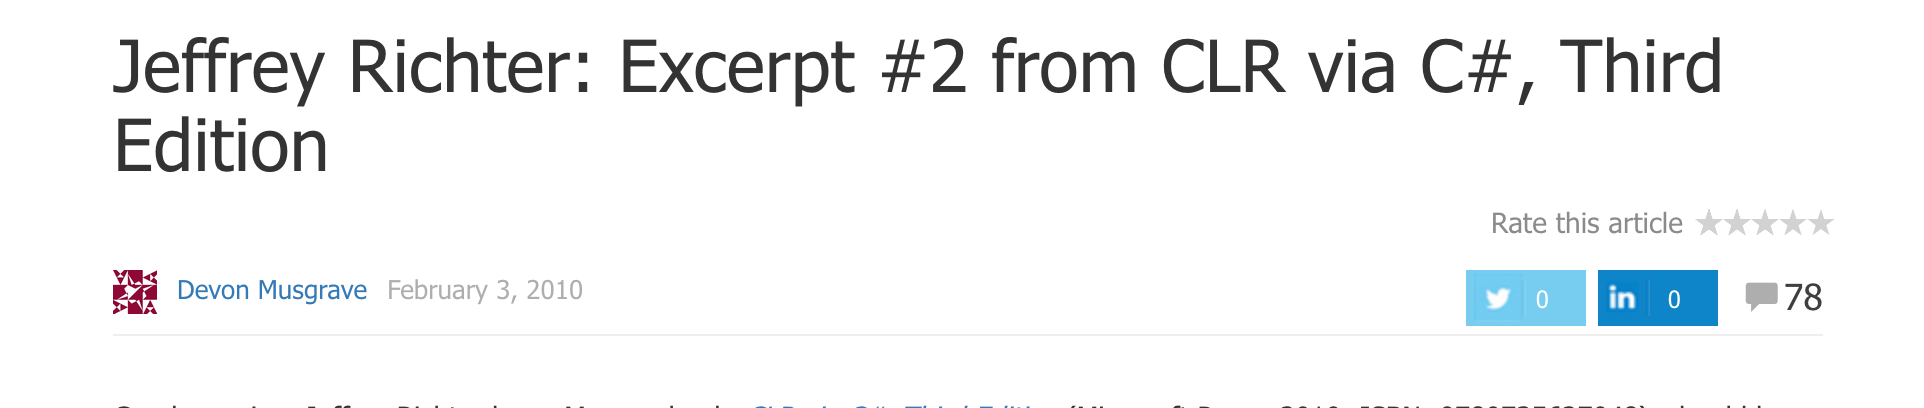 Jeffrey Richter: Excerpt #2 from CLR via C#, Third
Edition
Rate this article
Devon Musgrave February 3, 2010
0
0
78